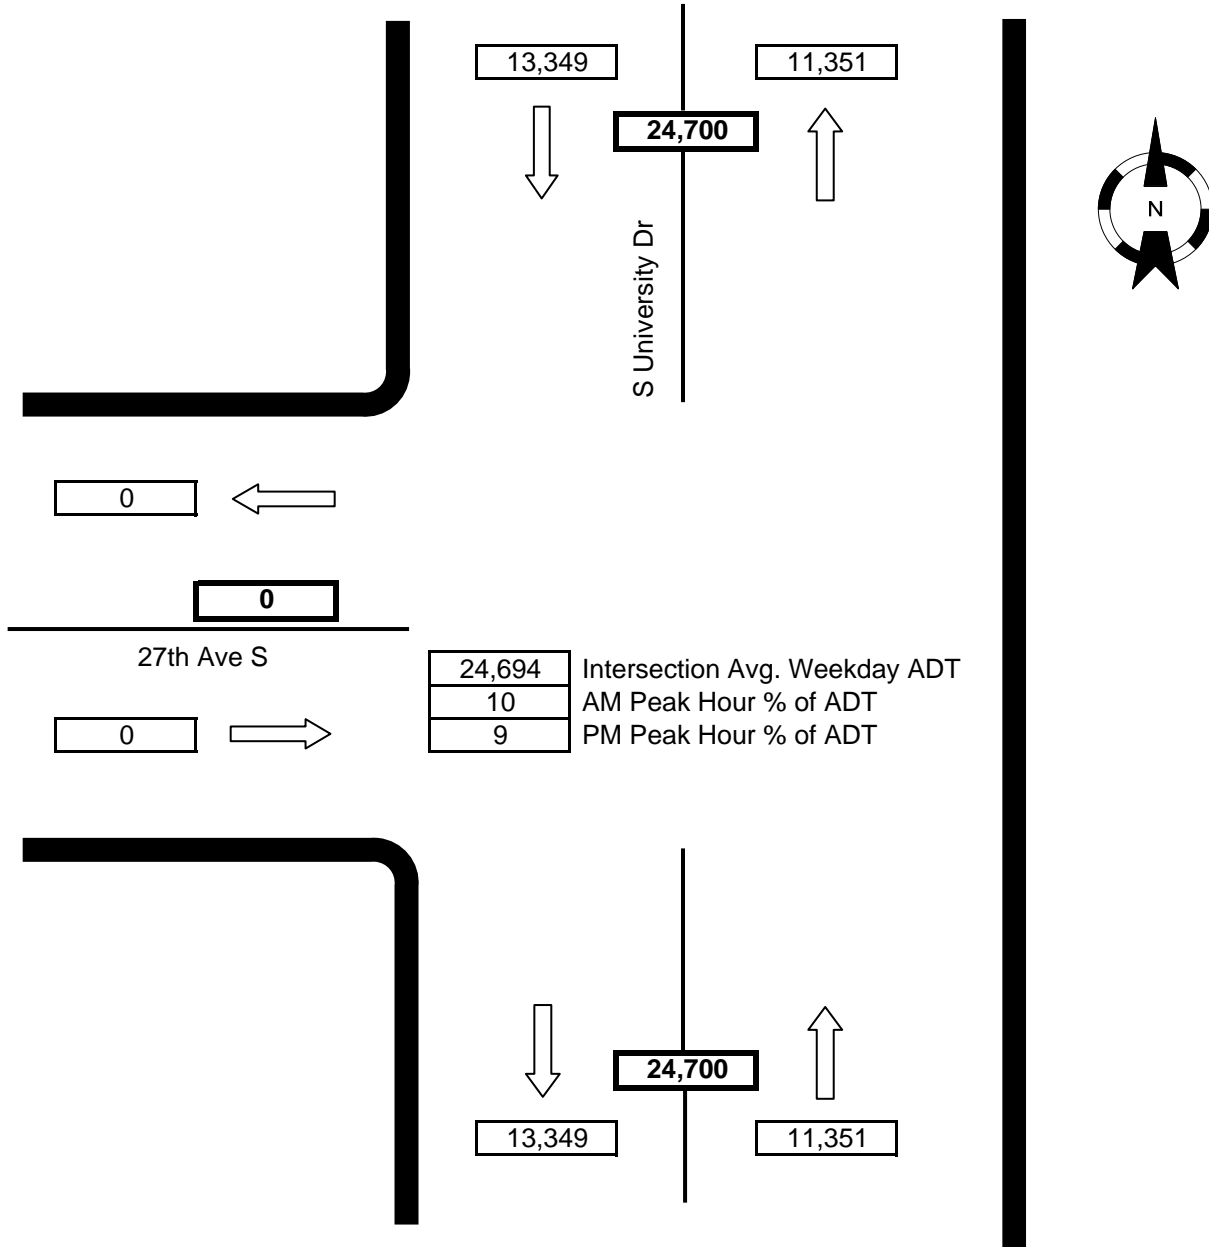 13,349
11,351
24,700
S University Dr
N
0
0
27th Ave S
24,694 Intersection Avg. Weekday ADT
10 AM Peak Hour % of ADT
0
9 PM Peak Hour % of ADT
24,700
13,349
11,351